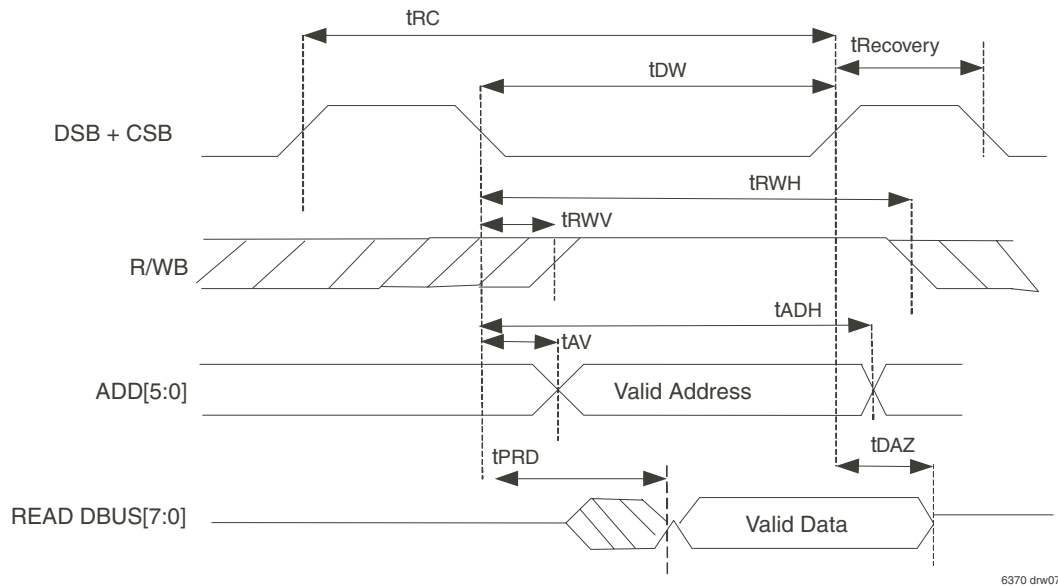 tRC
tRecovery
tDW
DSB + CSB
tRWH
tRWV
R/WB
tADH
tAV
ADD[5:0]
Valid Address
tDAZ
tPRD
READ DBUS[7:0]
Valid Data
6370 drw07